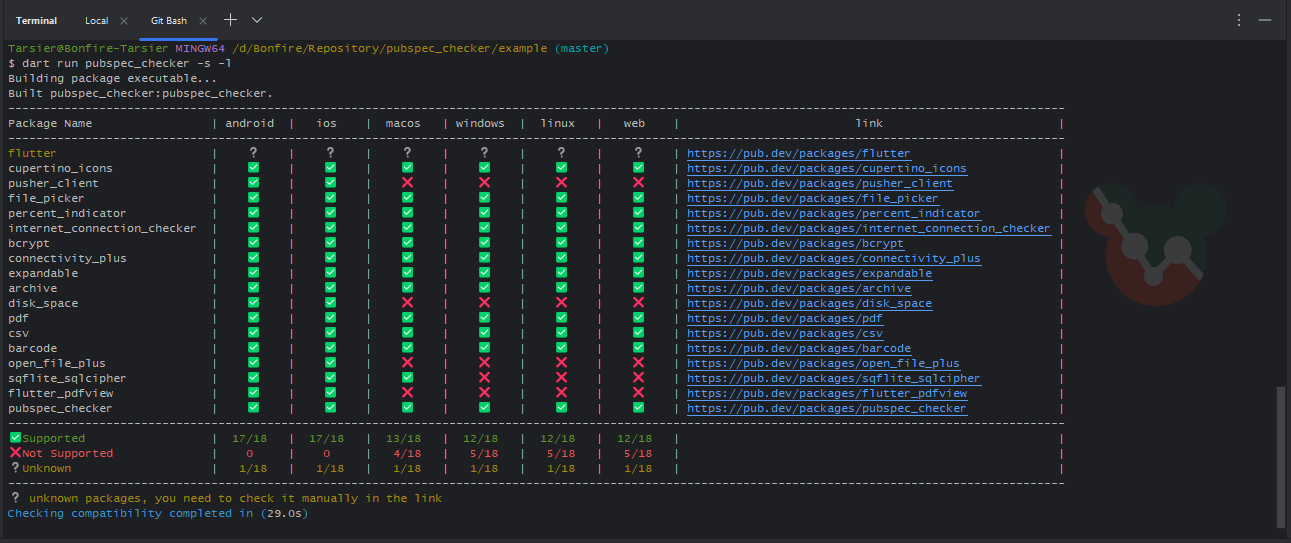 Terminal Local × Git Bash × + ∨ ⋮ —
Tarsier@Bonfire-Tarsier MINGW64 /d/Bonfire/Repository/pubspec_checker/example (master)
$ dart run pubspec_checker -s -l
Building package executable...
Built pubspec_checker:pubspec_checker.
Package Name | android | ios | macos | windows | linux | web | link |
flutter | ? | ? | ? | ? | ? | ? | https://pub.dev/packages/flutter |
cupertino_icons | ✅ | ✅ | ✅ | ✅ | ✅ | ✅ | https://pub.dev/packages/cupertino_icons |
pusher_client | ✅ | ✅ | ❌ | ❌ | ❌ | ❌ | https://pub.dev/packages/pusher_client |
file_picker | ✅ | ✅ | ✅ | ✅ | ✅ | ✅ | https://pub.dev/packages/file_picker |
percent_indicator | ✅ | ✅ | ✅ | ✅ | ✅ | ✅ | https://pub.dev/packages/percent_indicator |
internet_connection_checker | ✅ | ✅ | ✅ | ✅ | ✅ | ✅ | https://pub.dev/packages/internet_connection_checker |
bcrypt | ✅ | ✅ | ✅ | ✅ | ✅ | ✅ | https://pub.dev/packages/bcrypt |
connectivity_plus | ✅ | ✅ | ✅ | ✅ | ✅ | ✅ | https://pub.dev/packages/connectivity_plus |
expandable | ✅ | ✅ | ✅ | ✅ | ✅ | ✅ | https://pub.dev/packages/expandable |
archive | ✅ | ✅ | ✅ | ✅ | ✅ | ✅ | https://pub.dev/packages/archive |
disk_space | ✅ | ✅ | ❌ | ❌ | ❌ | ❌ | https://pub.dev/packages/disk_space |
pdf | ✅ | ✅ | ✅ | ✅ | ✅ | ✅ | https://pub.dev/packages/pdf |
csv | ✅ | ✅ | ✅ | ✅ | ✅ | ✅ | https://pub.dev/packages/csv |
barcode | ✅ | ✅ | ✅ | ✅ | ✅ | ✅ | https://pub.dev/packages/barcode |
open_file_plus | ✅ | ✅ | ❌ | ❌ | ❌ | ❌ | https://pub.dev/packages/open_file_plus |
sqflite_sqlcipher | ✅ | ✅ | ✅ | ❌ | ❌ | ❌ | https://pub.dev/packages/sqflite_sqlcipher |
flutter_pdfview | ✅ | ✅ | ❌ | ❌ | ❌ | ❌ | https://pub.dev/packages/flutter_pdfview |
pubspec_checker | ✅ | ✅ | ✅ | ✅ | ✅ | ✅ | https://pub.dev/packages/pubspec_checker |
✅Supported | 17/18 | 17/18 | 13/18 | 12/18 | 12/18 | 12/18 | |
❌Not Supported | 0 | 0 | 4/18 | 5/18 | 5/18 | 5/18 | |
? Unknown | 1/18 | 1/18 | 1/18 | 1/18 | 1/18 | 1/18 | |
? unknown packages, you need to check it manually in the link
Checking compatibility completed in (29.0s)